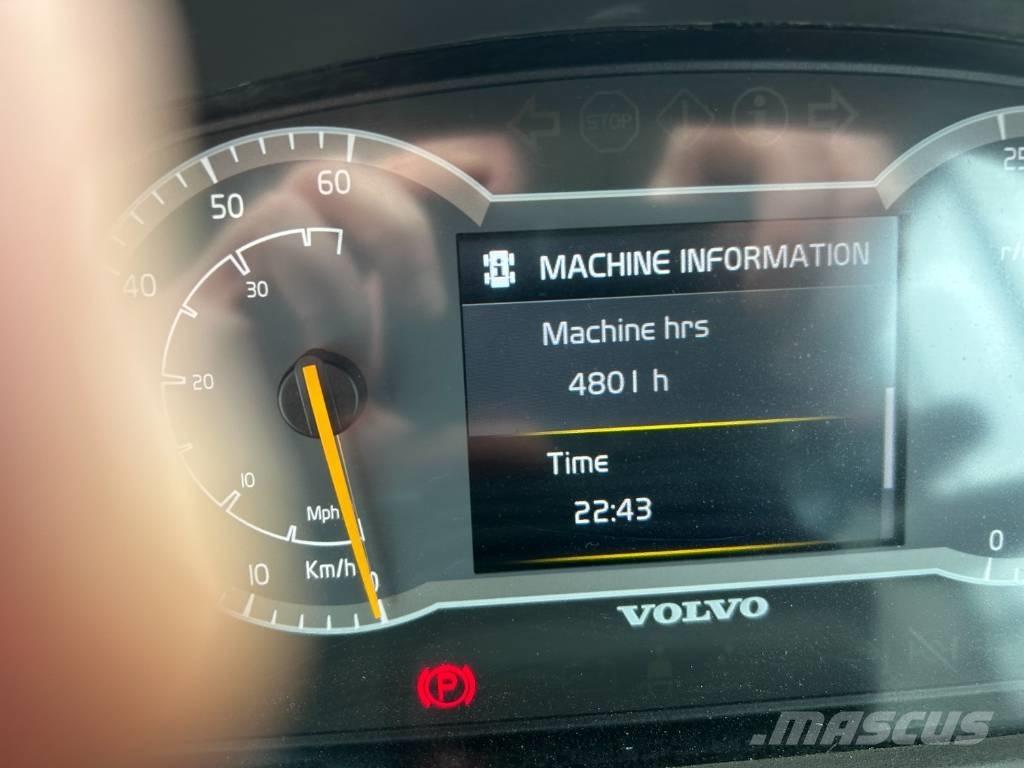 STOP
60
50
40
30
20
10
Mph
10
Km/h
0
MACHINE INFORMATION
Machine hrs
4801 h
Time
22:43
25
r/
0
VOLVO
P
MASCUS